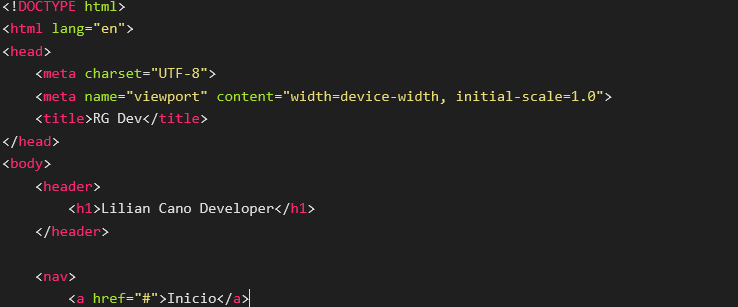 <!DOCTYPE html>
<html lang="en">
<head>
    <meta charset="UTF-8">
    <meta name="viewport" content="width=device-width, initial-scale=1.0">
    <title>RG Dev</title>
</head>
<body>
    <header>
        <h1>Lilian Cano Developer</h1>
    </header>

    <nav>
        <a href="#">Inicio</a>